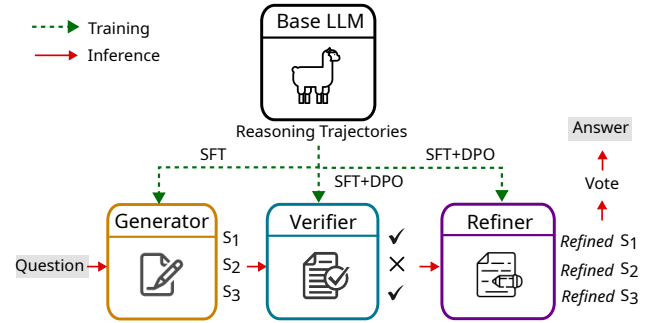 Base LLM
Training
Inference
Reasoning Trajectories
SFT
SFT+DPO
SFT+DPO
Answer
Vote
Generator
Verifier
Refiner
Question
S1
S2
S3
✓
✕
✓
Refined S1
Refined S2
Refined S3